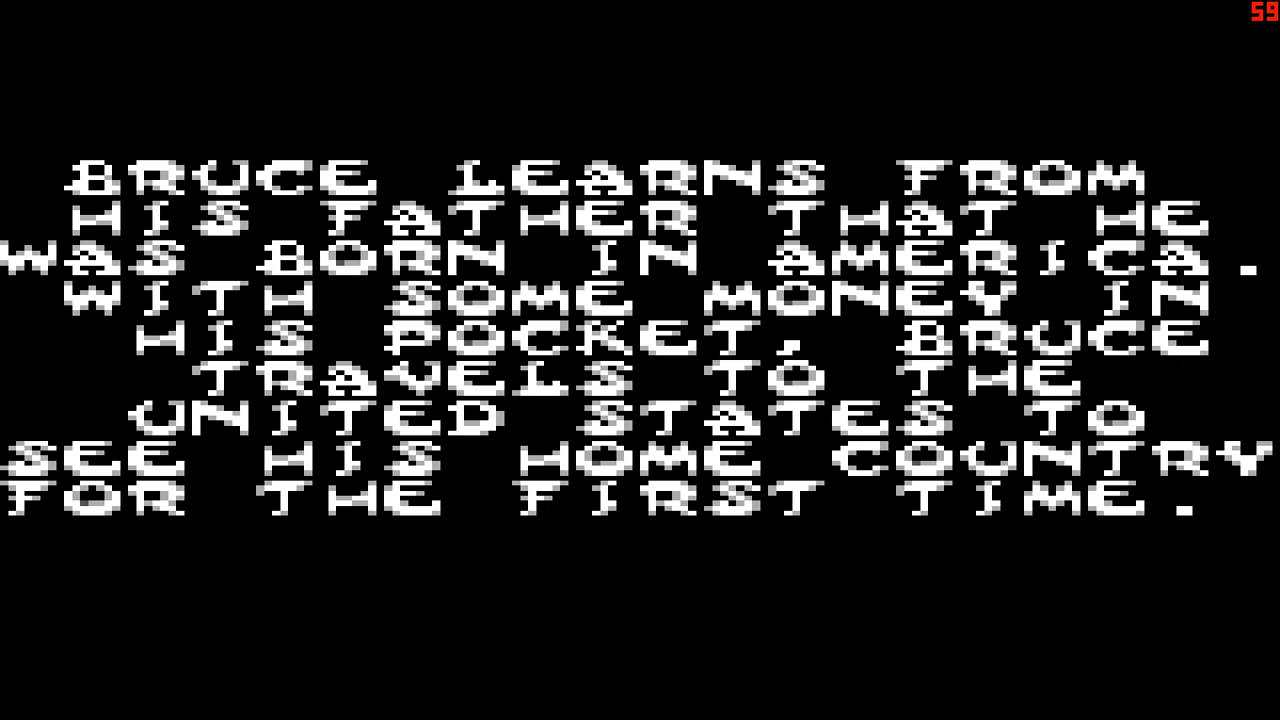 59
BRUCE LEARNS FROM
HIS FATHER THAT HE
WAS BORN IN AMERICA.
WITH SOME MONEY IN
HIS POCKET, BRUCE
TRAVELS TO THE
UNITED STATES TO
SEE HIS HOME COUNTRY
FOR THE FIRST TIME.